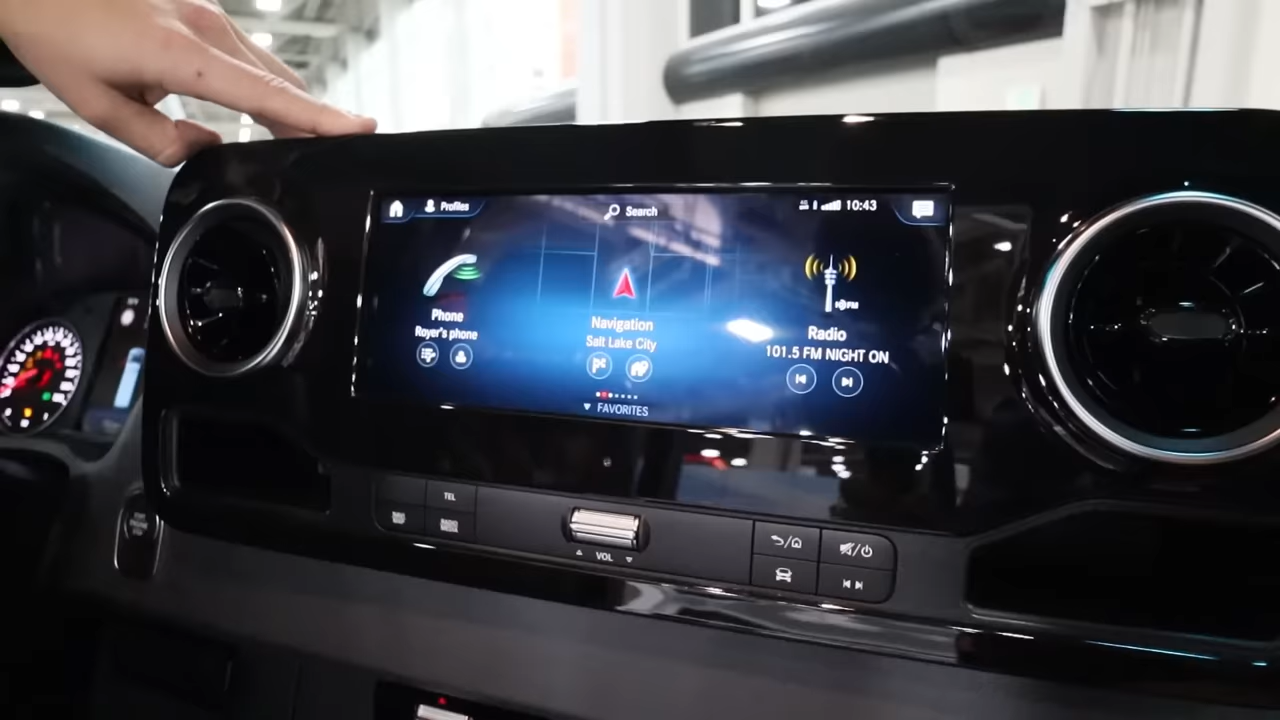 Profiles
Search
10:43
Phone
Royer's phone
Navigation
Salt Lake City
FM
Radio
101.5 FM NIGHT ON
FAVORITES
TEL
VOL